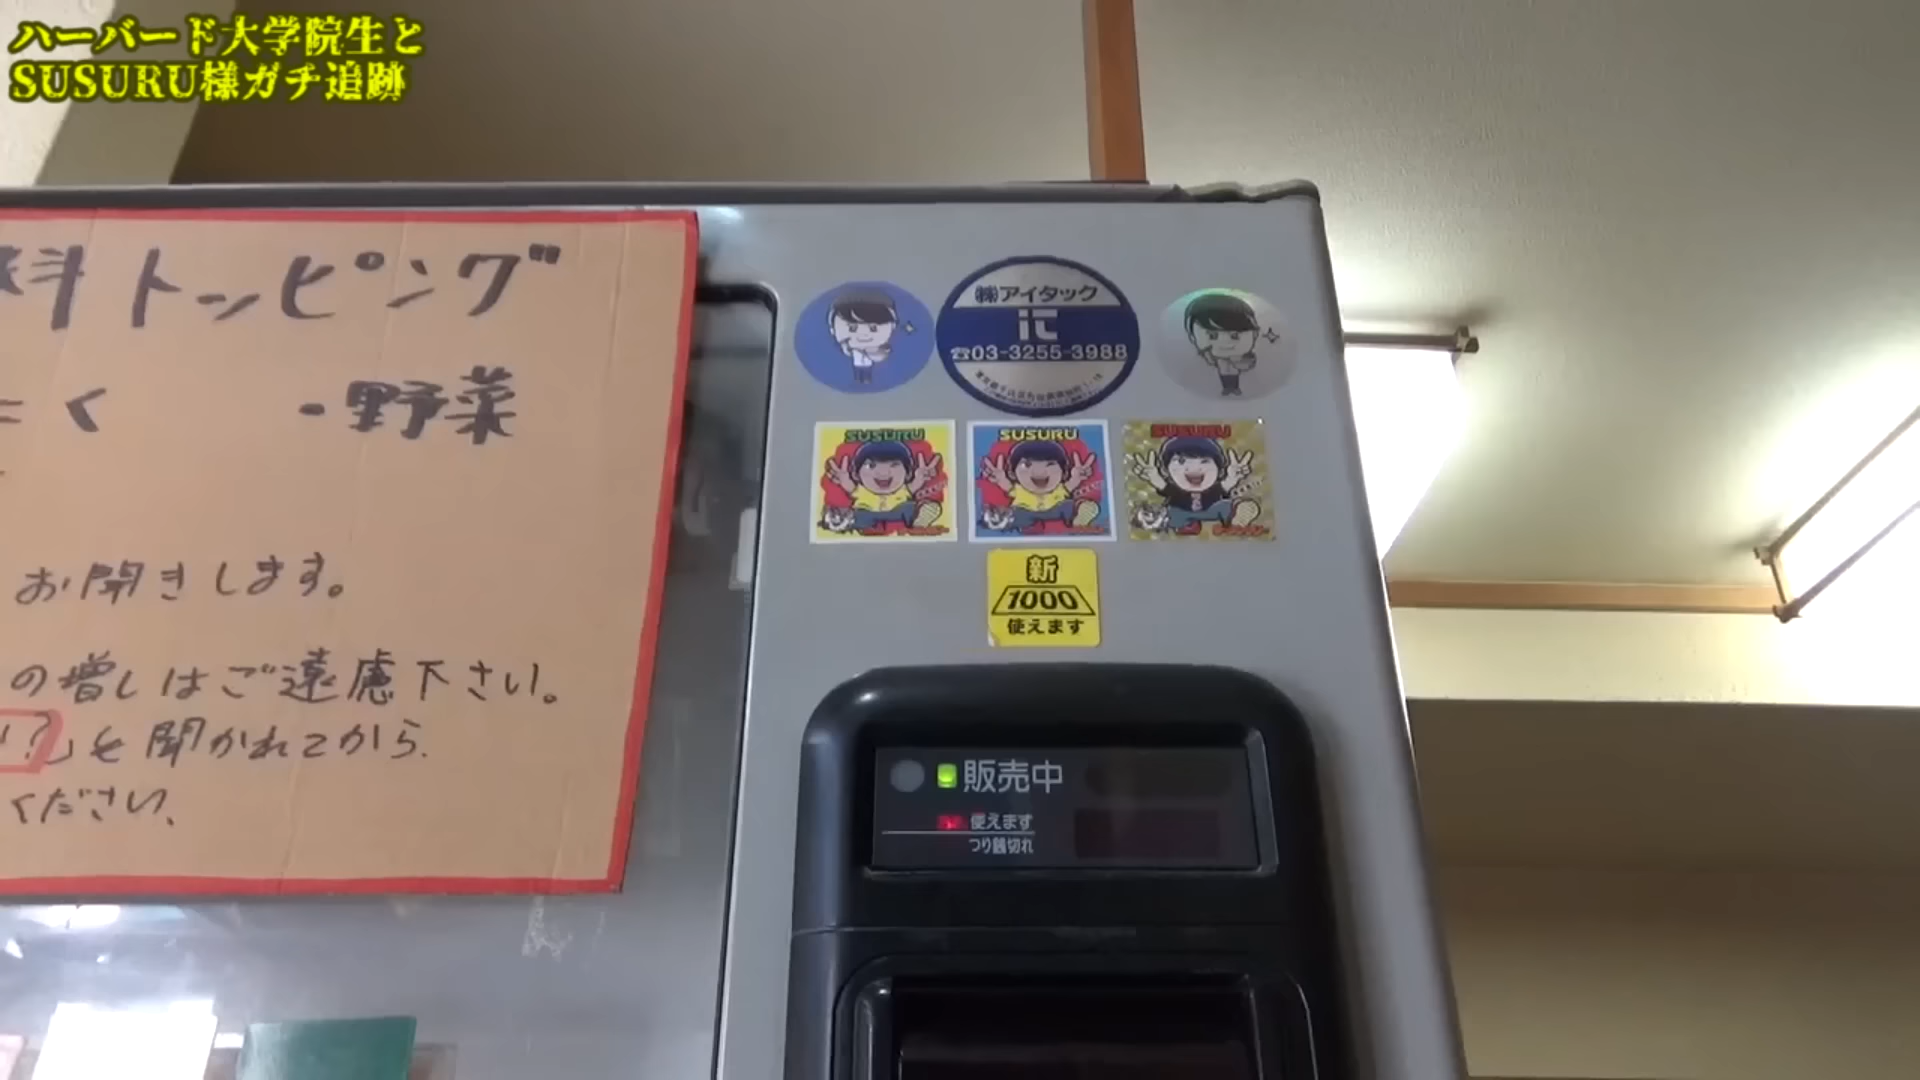 ハーバード大学院生と
SUSURU様ガチ追跡
料トッピング
く ・野菜
お聞きします。
の増しはご遠慮下さい。
?」を聞かれてから
ください、
㈱アイタック
it
☎03-3255-3988
SUSURU
SUSURU
SUSURU
新
1000
使えます
販売中
使えます
つり銭切れ